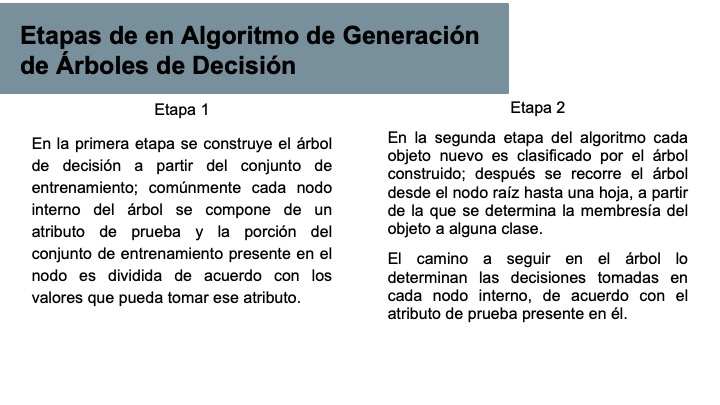 Etapas de en Algoritmo de Generación
de Árboles de Decisión
Etapa 1
En la primera etapa se construye el árbol
de decisión a partir del conjunto de
entrenamiento; comúnmente cada nodo
interno del árbol se compone de un
atributo de prueba y la porción del
conjunto de entrenamiento presente en el
nodo es dividida de acuerdo con los
valores que pueda tomar ese atributo.
Etapa 2
En la segunda etapa del algoritmo cada
objeto nuevo es clasificado por el árbol
construido; después se recorre el árbol
desde el nodo raíz hasta una hoja, a partir
de la que se determina la membresía del
objeto a alguna clase.
El camino a seguir en el árbol lo
determinan las decisiones tomadas en
cada nodo interno, de acuerdo con el
atributo de prueba presente en él.